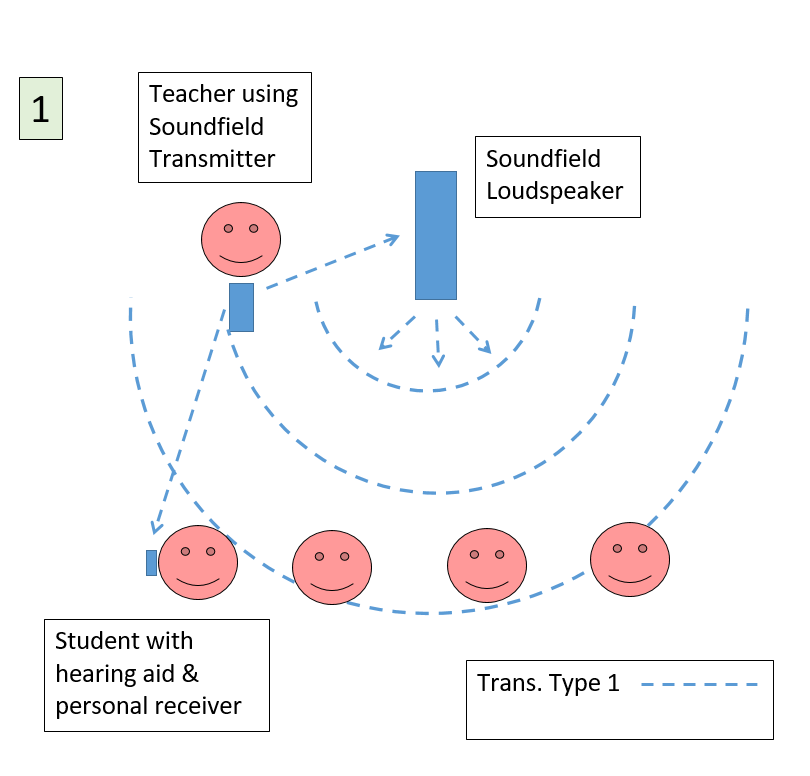 1
Teacher using
Soundfield
Transmitter
Soundfield
Loudspeaker
Student with
hearing aid &
personal receiver
Trans. Type 1